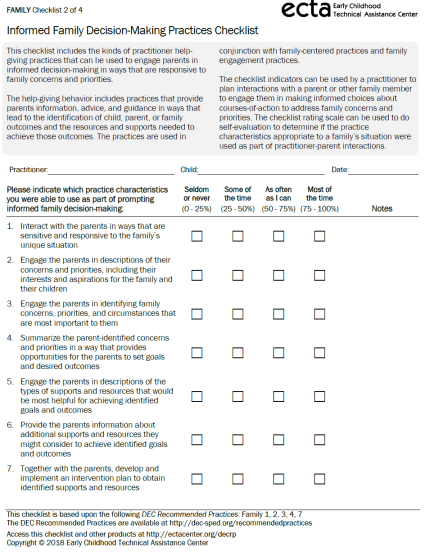 FAMILY Checklist 2 of 4
ecta Early Childhood
Technical Assistance Center
Informed Family Decision-Making Practices Checklist
This checklist includes the kinds of practitioner help-
giving practices that can be used to engage parents in
informed decision-making in ways that are responsive to
family concerns and priorities.
The help-giving behavior includes practices that provide
parents information, advice, and guidance in ways that
lead to the identification of child, parent, or family
outcomes and the resources and supports needed to
achieve those outcomes. The practices are used in
conjunction with family-centered practices and family
engagement practices.
The checklist indicators can be used by a practitioner to
plan interactions with a parent or other family member
to engage them in making informed choices about
courses-of-action to address family concerns and
priorities. The checklist rating scale can be used to do
self-evaluation to determine if the practice
characteristics appropriate to a family's situation were
used as part of practitioner-parent interactions.
Practitioner: Child: Date:
Please indicate which practice characteristics
you were able to use as part of prompting
informed family decision-making:
Seldom
or never
(0 - 25%)
Some of
the time
(25 - 50%)
As often
as I can
(50 - 75%)
Most of
the time
(75 - 100%)
Notes
1. Interact with the parents in ways that are
sensitive and responsive to the family's
unique situation
2. Engage the parents in descriptions of their
concerns and priorities, including their
interests and aspirations for the family and
their children
3. Engage the parents in identifying family
concerns, priorities, and circumstances that
are most important to them
4. Summarize the parent-identified concerns
and priorities in a way that provides
opportunities for the parents to set goals
and desired outcomes
5. Engage the parents in descriptions of the
types of supports and resources that would
be most helpful for achieving identified
goals and outcomes
6. Provide the parents information about
additional supports and resources they
might consider to achieve identified goals
and outcomes
7. Together with the parents, develop and
implement an intervention plan to obtain
identified supports and resources
This checklist is based upon the following DEC Recommended Practices: Family 1, 2, 3, 4, 7
The DEC Recommended Practices are available at http://dec-sped.org/recommendedpractices
Access this checklist and other products at http://ectacenter.org/decrp
Copyright © 2018 Early Childhood Technical Assistance Center